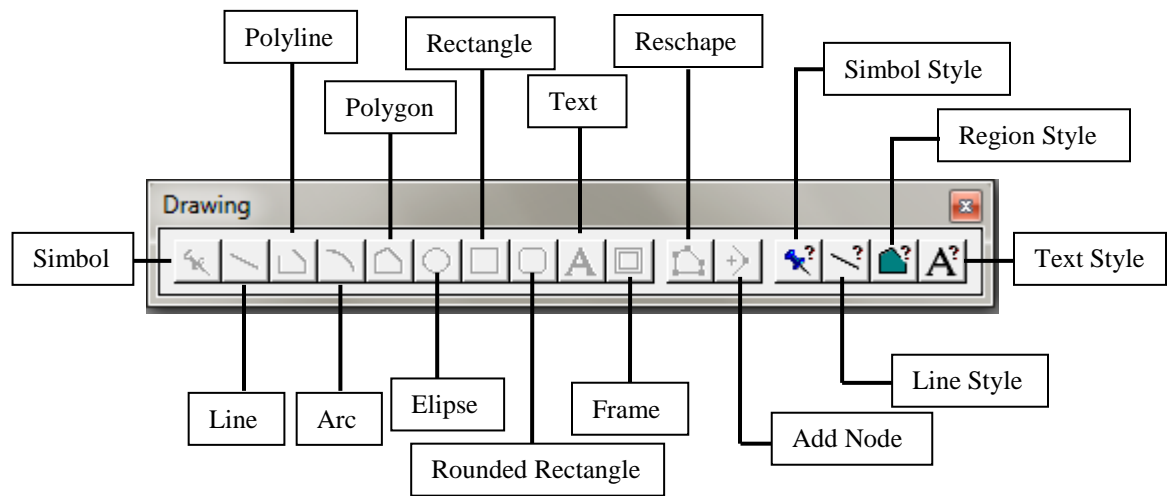 Polyline
Rectangle
Reschape
Simbol Style
Polygon
Text
Region Style
Drawing
Simbol
Text Style
Line
Arc
Elipse
Frame
Line Style
Add Node
Rounded Rectangle